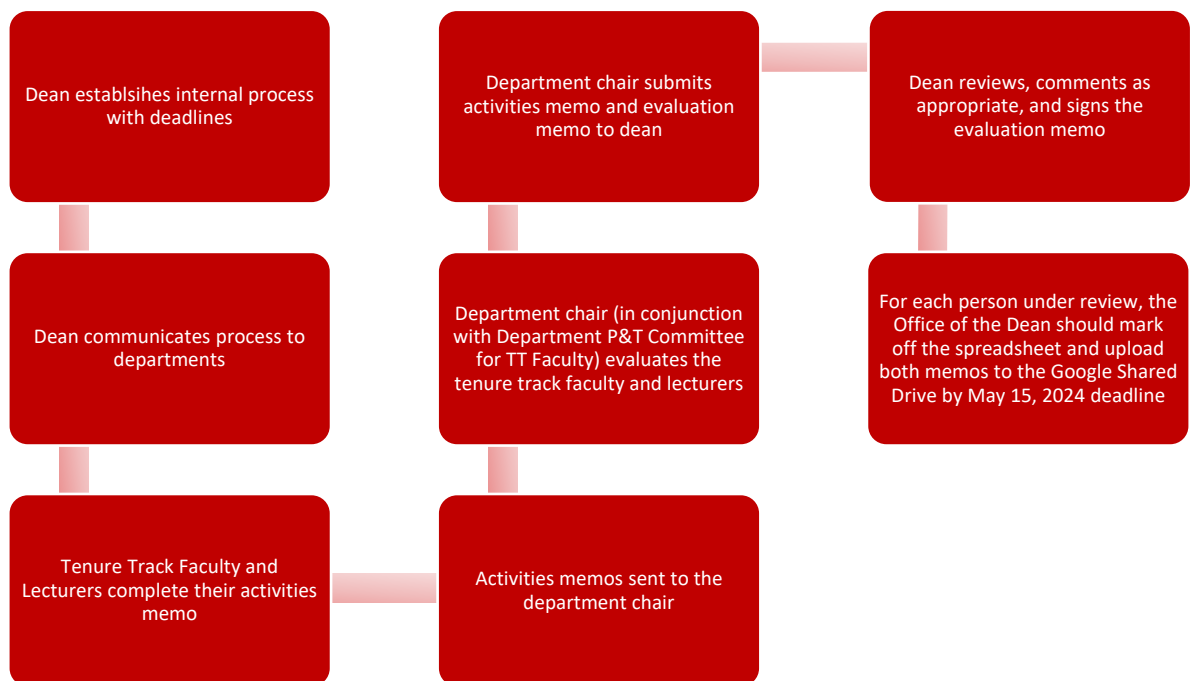 Dean establsihes internal process
with deadlines
Dean communicates process to
departments
Tenure Track Faculty and
Lecturers complete their activities
memo
Activities memos sent to the
department chair
Department chair (in conjunction
with Department P&T Committee
for TT Faculty) evaluates the
tenure track faculty and lecturers
Department chair submits
activities memo and evaluation
memo to dean
Dean reviews, comments as
appropriate, and signs the
evaluation memo
For each person under review, the
Office of the Dean should mark
off the spreadsheet and upload
both memos to the Google Shared
Drive by May 15, 2024 deadline